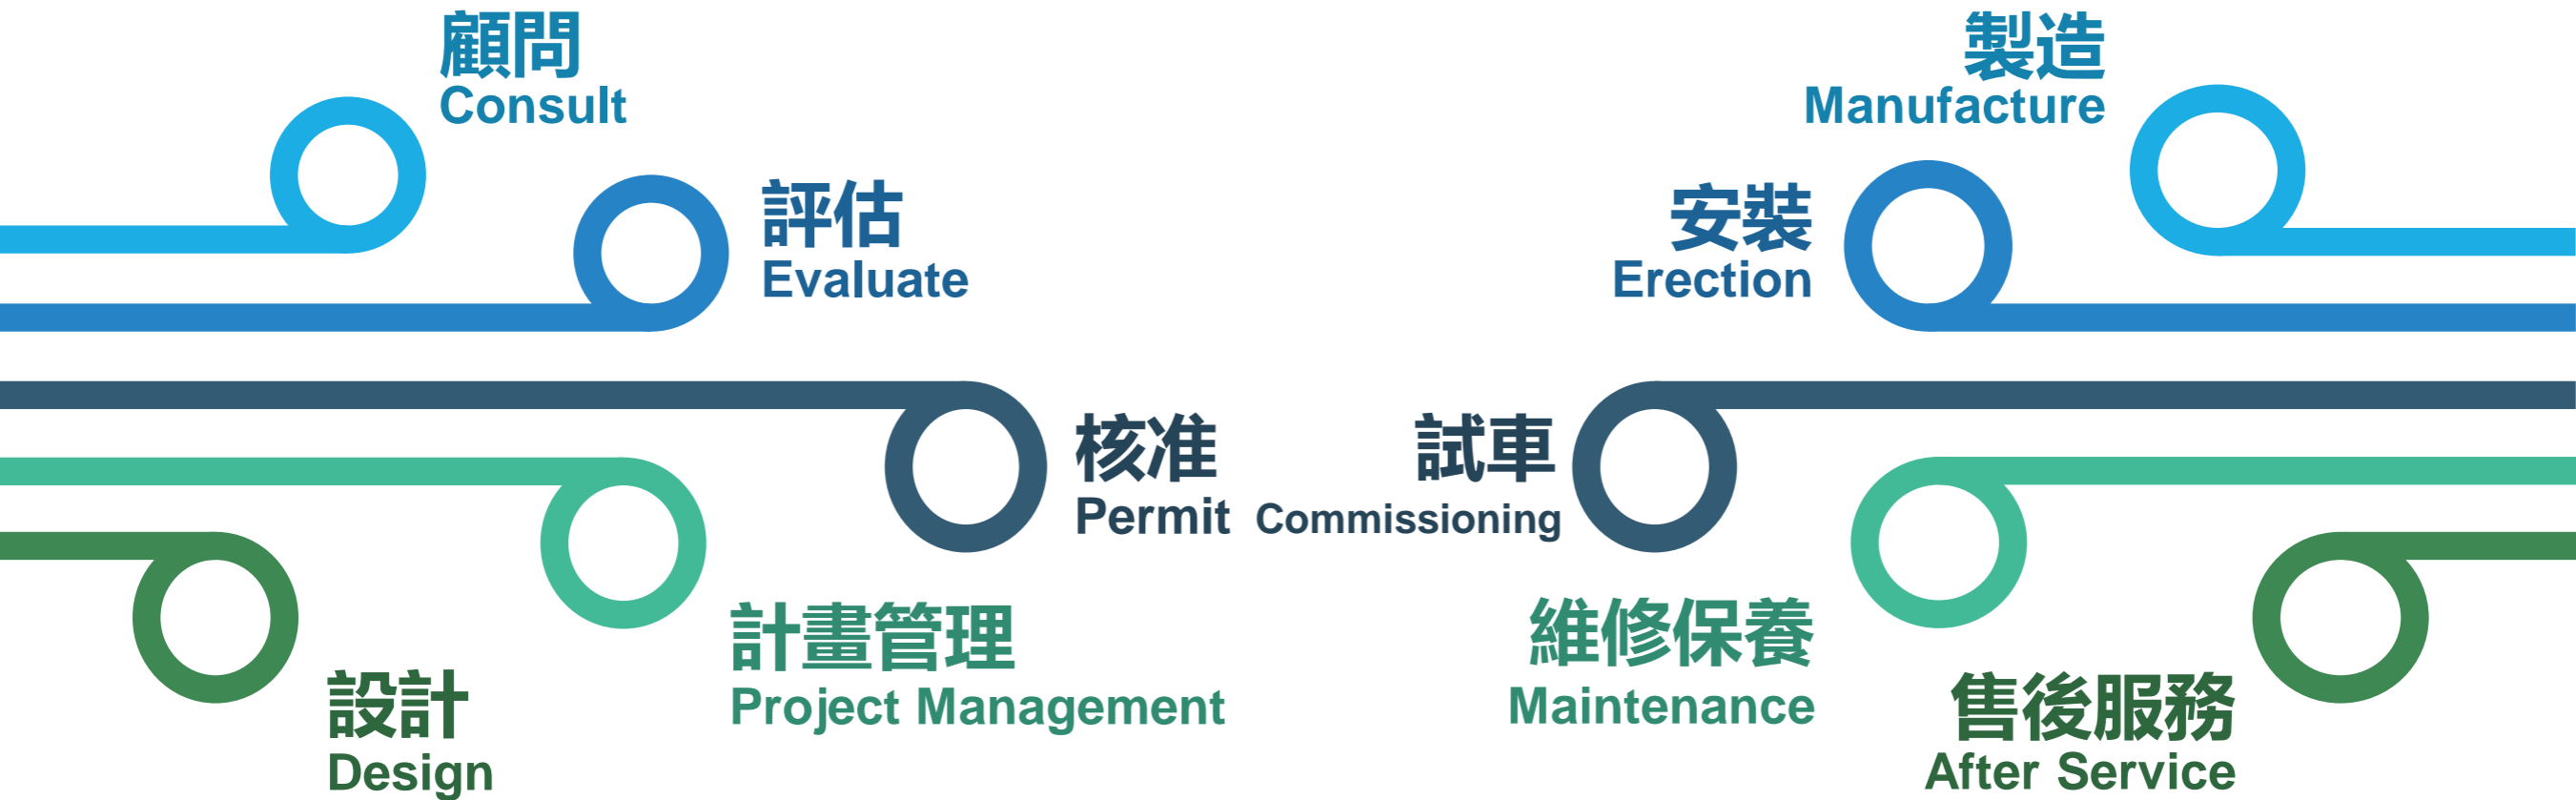 顧問
Consult
評估
Evaluate
核准
Permit
計畫管理
Project Management
設計
Design
製造
Manufacture
安裝
Erection
試車
Commissioning
維修保養
Maintenance
售後服務
After Service